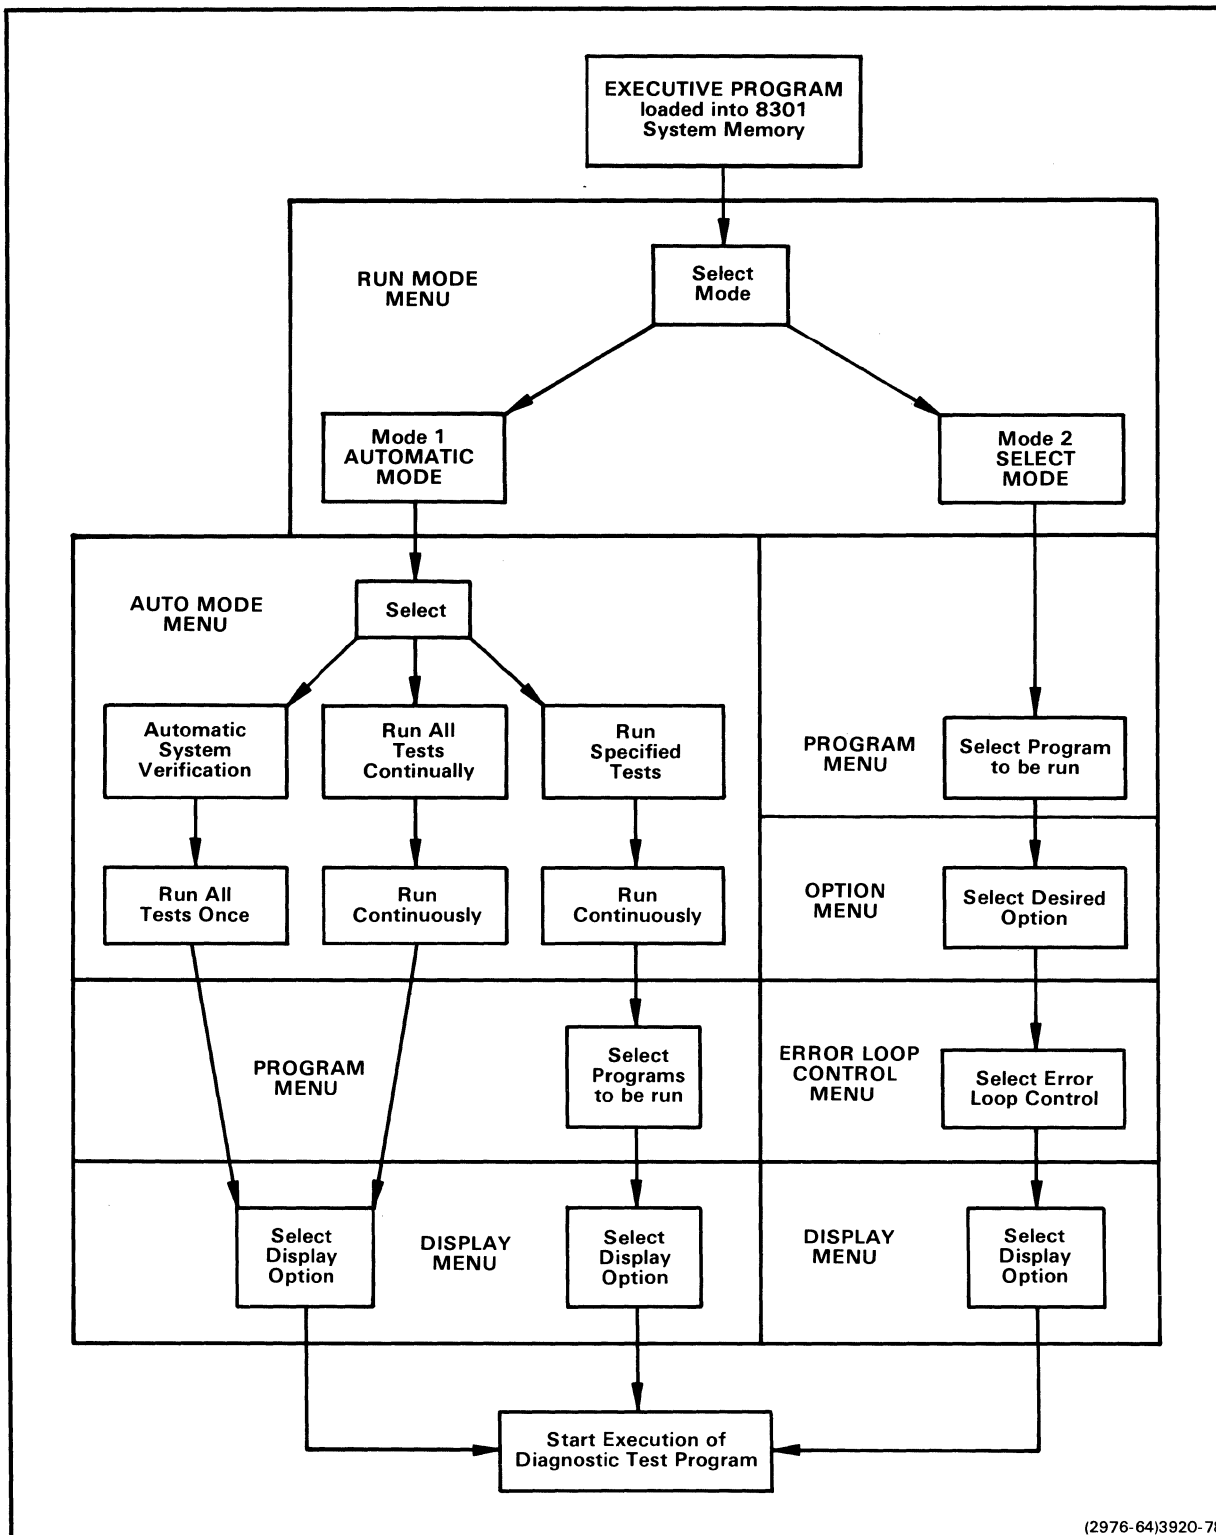 EXECUTIVE PROGRAM
loaded into 8301
System Memory
RUN MODE
MENU
Select
Mode
Mode 1
AUTOMATIC
MODE
Mode 2
SELECT
MODE
AUTO MODE
MENU
Select
Automatic
System
Verification
Run All
Tests
Continually
Run
Specified
Tests
PROGRAM
MENU
Select Program
to be run
Run All
Tests Once
Run
Continuously
Run
Continuously
OPTION
MENU
Select Desired
Option
PROGRAM
MENU
Select
Programs
to be run
ERROR LOOP
CONTROL
MENU
Select Error
Loop Control
Select
Display
Option
DISPLAY
MENU
Select
Display
Option
DISPLAY
MENU
Select
Display
Option
Start Execution of
Diagnostic Test Program
(2976-64)3920-78